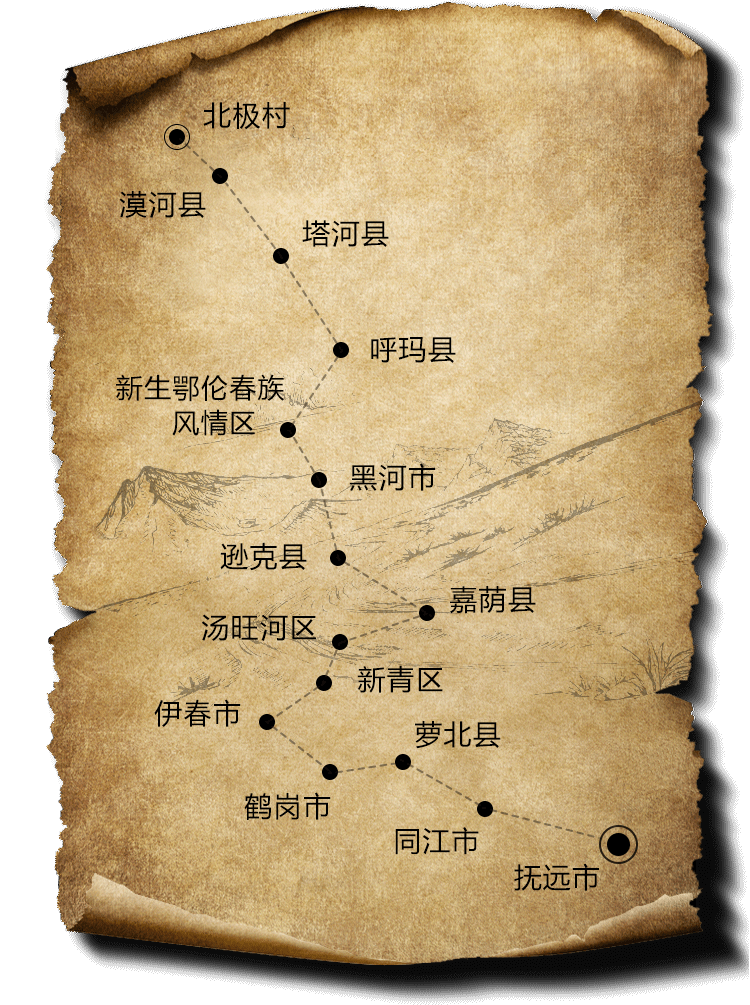 北极村
漠河县
塔河县
呼玛县
新生鄂伦春族
风情区
黑河市
逊克县
嘉荫县
汤旺河区
新青区
伊春市
萝北县
鹤岗市
同江市
抚远市